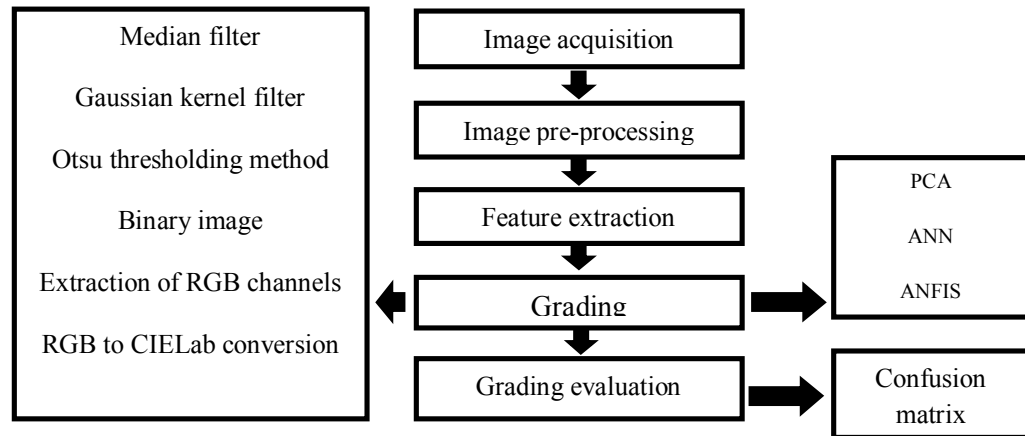 Median filter
Gaussian kernel filter
Otsu thresholding method
Binary image
Extraction of RGB channels
RGB to CIELab conversion
Image acquisition
Image pre-processing
Feature extraction
Grading
Grading evaluation
PCA
ANN
ANFIS
Confusion
matrix